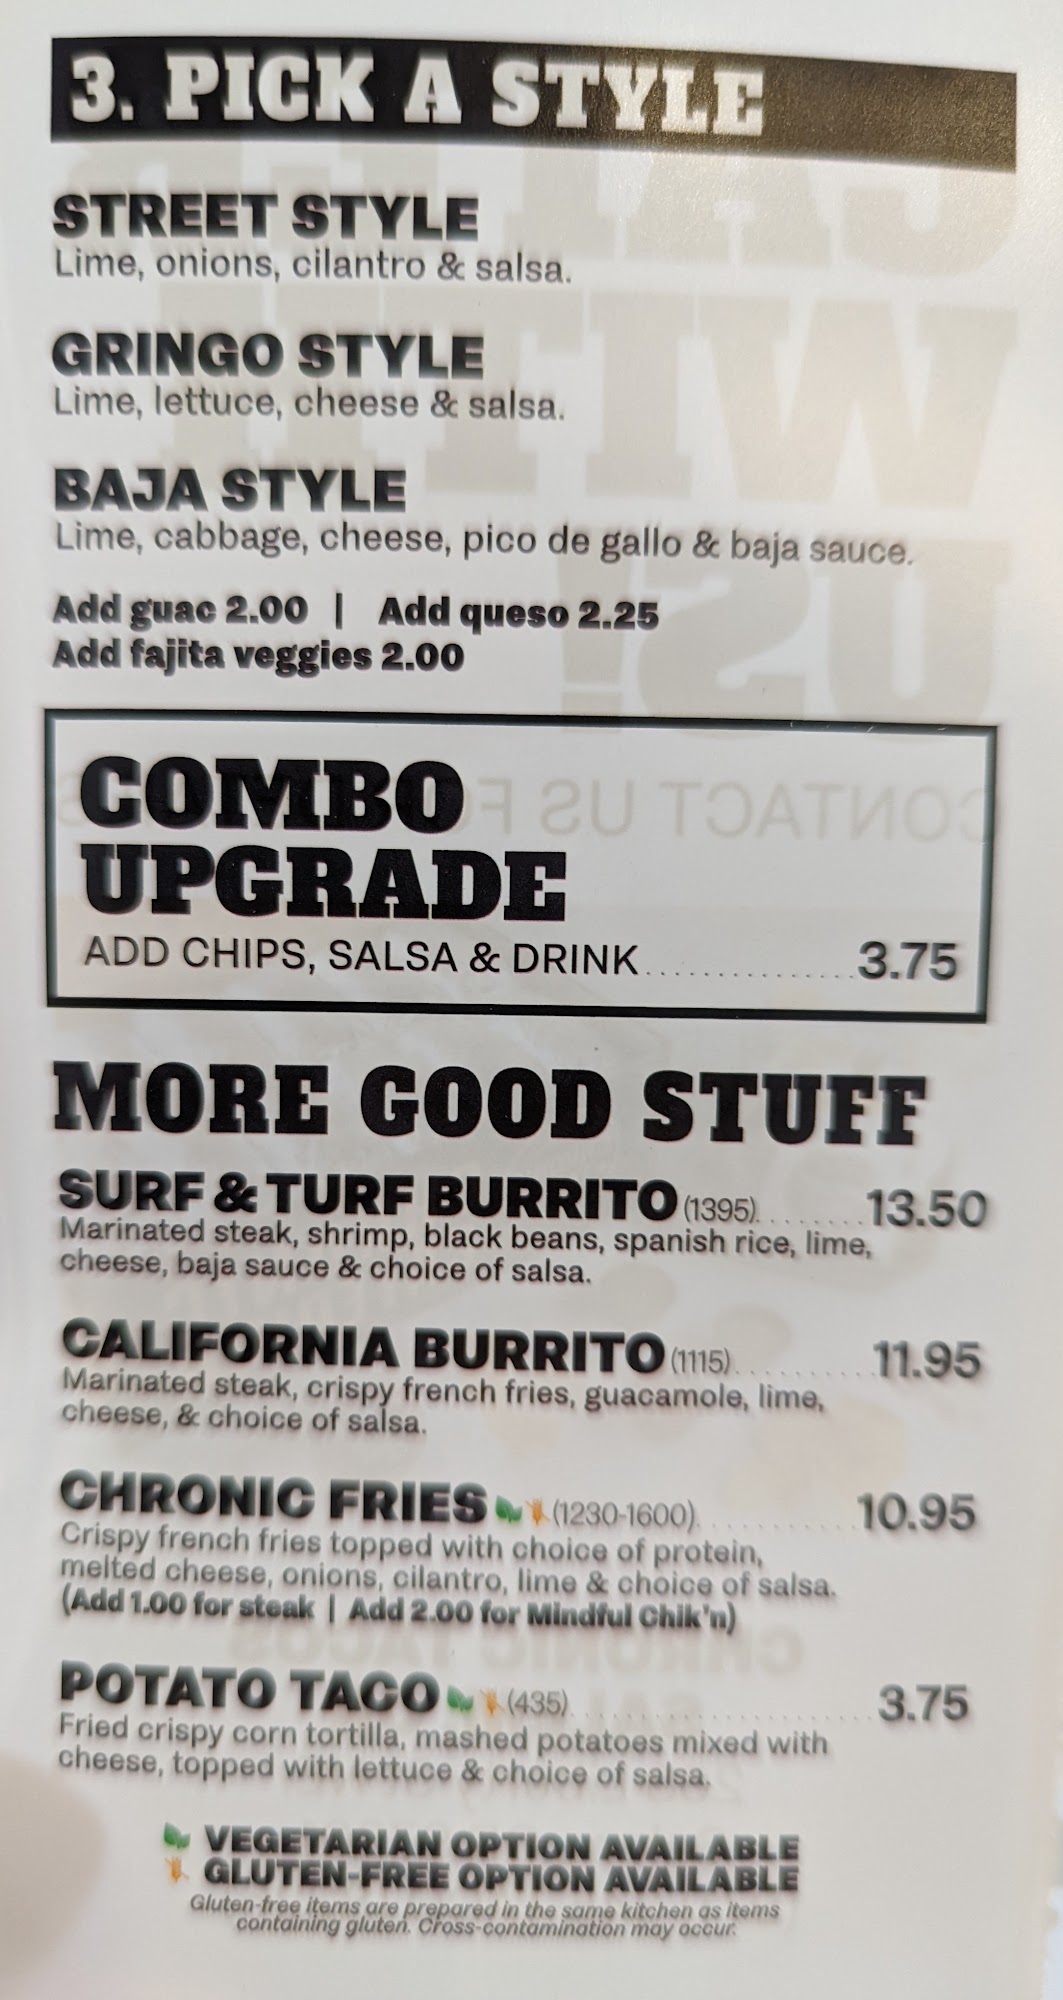 3. PICK A STYLE
STREET STYLE
Lime, onions, cilantro & salsa.
GRINGO STYLE
Lime, lettuce, cheese & salsa.
BAJA STYLE
Lime, cabbage, cheese, pico de gallo & baja sauce.
Add guac 2.00 | Add queso 2.25
Add fajita veggies 2.00
COMBO
UPGRADE
ADD CHIPS, SALSA & DRINK 3.75
MORE GOOD STUFF
SURF & TURF BURRITO (1395) 13.50
Marinated steak, shrimp, black beans, spanish rice, lime,
cheese, baja sauce & choice of salsa.
CALIFORNIA BURRITO (1115) 11.95
Marinated steak, crispy french fries, guacamole, lime,
cheese, & choice of salsa.
CHRONIC FRIES (1230-1600) 10.95
Crispy french fries topped with choice of protein,
melted cheese, onions, cilantro, lime & choice of salsa.
(Add 1.00 for steak | Add 2.00 for Mindful Chik'n)
POTATO TACO (435) 3.75
Fried crispy corn tortilla, mashed potatoes mixed with
cheese, topped with lettuce & choice of salsa.
VEGETARIAN OPTION AVAILABLE
GLUTEN-FREE OPTION AVAILABLE
Gluten-free items are prepared in the same kitchen as items
containing gluten. Cross-contamination may occur.